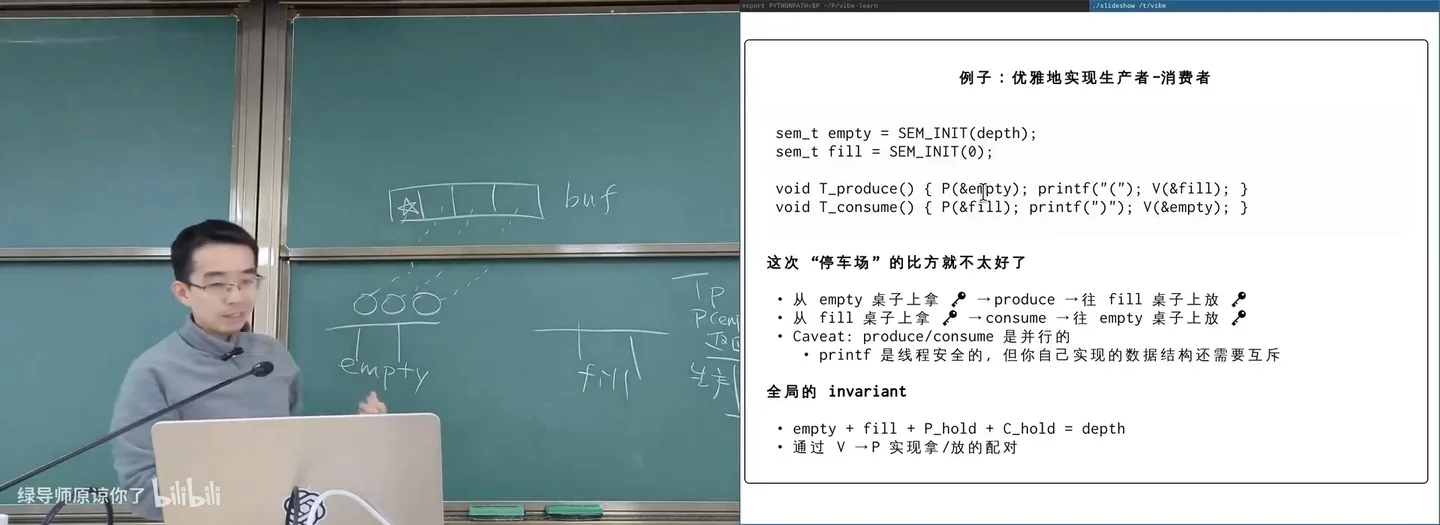 buf
empty
fill
Tp
绿导师原谅你了 bilibili
export PYTHONPATH=$P ~/P/vibe-learn
./slideshow /t/vibe
例子：优雅地实现生产者-消费者
sem_t empty = SEM_INIT(depth);
sem_t fill = SEM_INIT(0);
void T_produce() { P(&empty); printf("("); V(&fill); }
void T_consume() { P(&fill); printf(")"); V(&empty); }
这次 “停车场” 的比方就不太好了
• 从 empty 桌子上拿 🔑 →produce →往 fill 桌子上放 🔑
• 从 fill 桌子上拿 🔑 →consume →往 empty 桌子上放 🔑
• Caveat: produce/consume 是并行的
• printf 是线程安全的, 但你自己实现的数据结构还需要互斥
全局的 invariant
• empty + fill + P_hold + C_hold = depth
• 通过 V →P 实现拿/放的配对